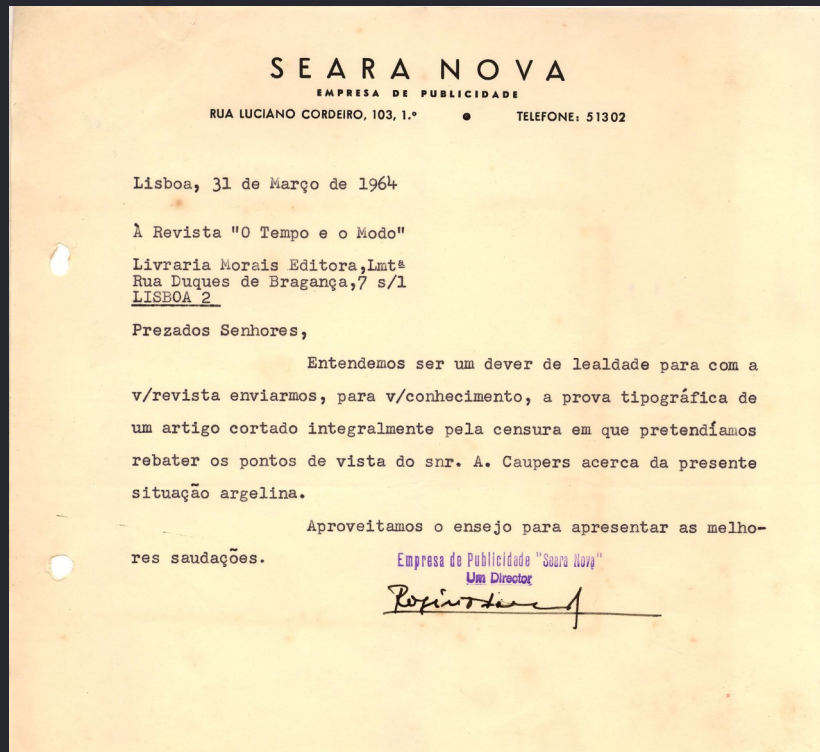 SEARA NOVA
EMPRESA DE PUBLICIDADE
RUA LUCIANO CORDEIRO, 103, 1.º ● TELEFONE: 51302
Lisboa, 31 de Março de 1964
À Revista "O Tempo e o Modo"
Livraria Morais Editora,Lmtª
Rua Duques de Bragança,7 s/l
LISBOA 2
Prezados Senhores,
Entendemos ser um dever de lealdade para com a
v/revista enviarmos, para v/conhecimento, a prova tipográfica de
um artigo cortado integralmente pela censura em que pretendíamos
rebater os pontos de vista do snr. A. Caupers acerca da presente
situação argelina.
Aproveitamos o ensejo para apresentar as melho-
res saudações.
Empresa de Publicidade "Seara Nova"
Um Director